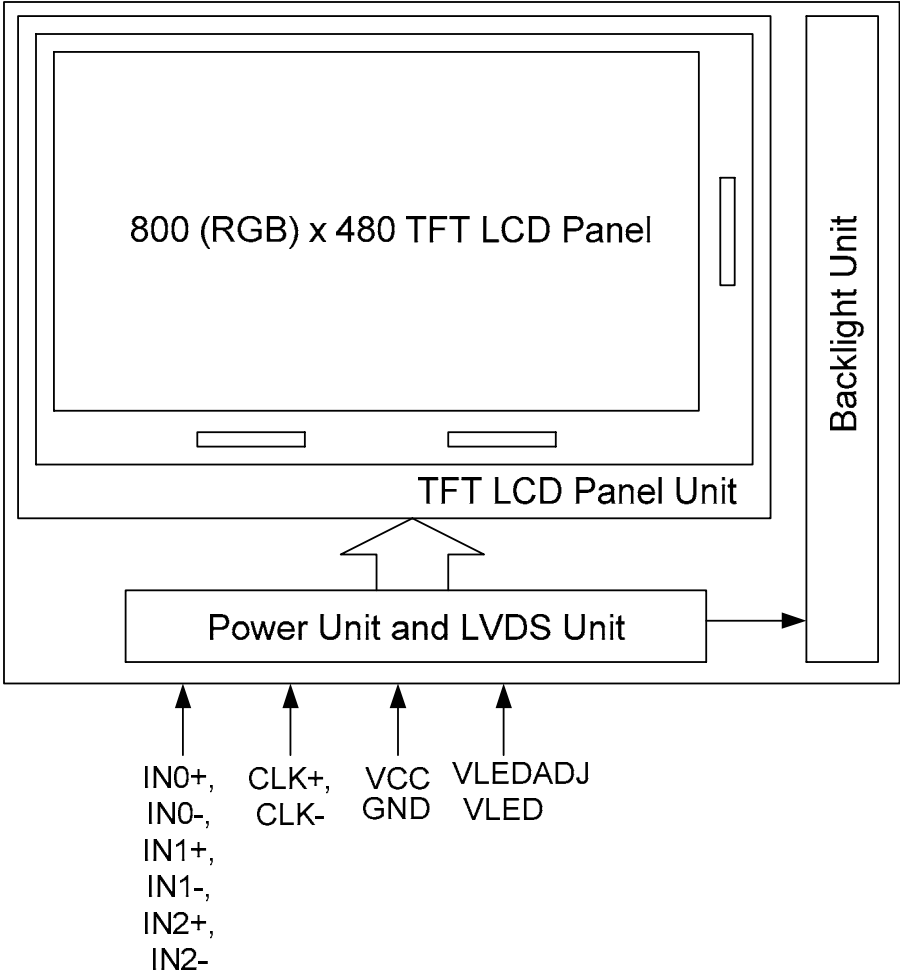 800 (RGB) x 480 TFT LCD Panel
Backlight Unit
TFT LCD Panel Unit
Power Unit and LVDS Unit
IN0+,
IN0-,
IN1+,
IN1-,
IN2+,
IN2-
CLK+,
CLK-
VCC
GND
VLEDADJ
VLED